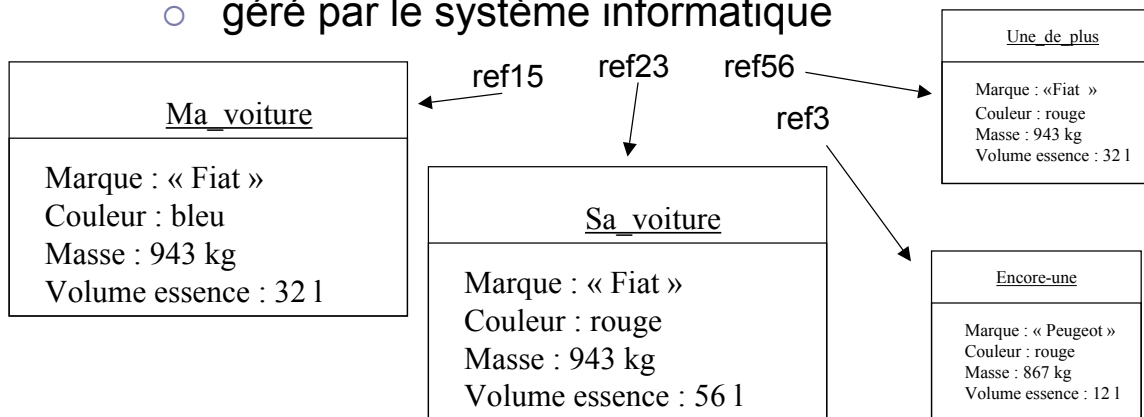 ○ géré par le système informatique
ref15
ref23
ref56
ref3
Ma_voiture
Marque : « Fiat »
Couleur : bleu
Masse : 943 kg
Volume essence : 32 l
Sa_voiture
Marque : « Fiat »
Couleur : rouge
Masse : 943 kg
Volume essence : 56 l
Une_de_plus
Marque : «Fiat »
Couleur : rouge
Masse : 943 kg
Volume essence : 32 l
Encore-une
Marque : « Peugeot »
Couleur : rouge
Masse : 867 kg
Volume essence : 12 l